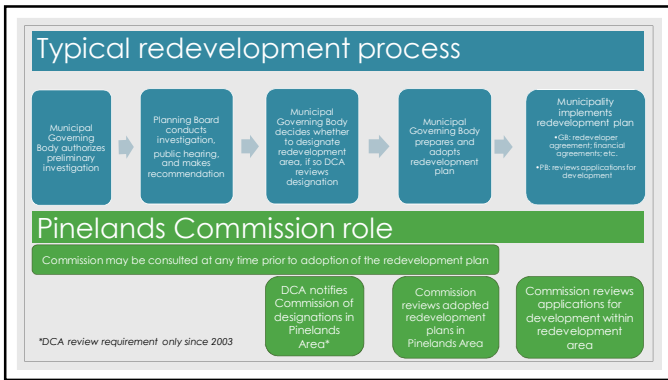 Typical redevelopment process
Municipal
Governing
Body authorizes
preliminary
investigation
Planning Board
conducts
investigation,
public hearing,
and makes
recommendation
Municipal
Governing Body
decides whether
to designate
redevelopment
area, if so DCA
reviews
designation
Municipal
Governing Body
prepares and
adopts
redevelopment
plan
Municipality
implements
redevelopment plan
•GB: redeveloper
agreement; financial
agreements; etc.
•PB: reviews applications for
development
Pinelands Commission role
Commission may be consulted at any time prior to adoption of the redevelopment plan
DCA notifies
Commission of
designations in
Pinelands
Area*
Commission
reviews adopted
redevelopment
plans in
Pinelands Area
Commission reviews
applications for
development within
redevelopment
area
*DCA review requirement only since 2003